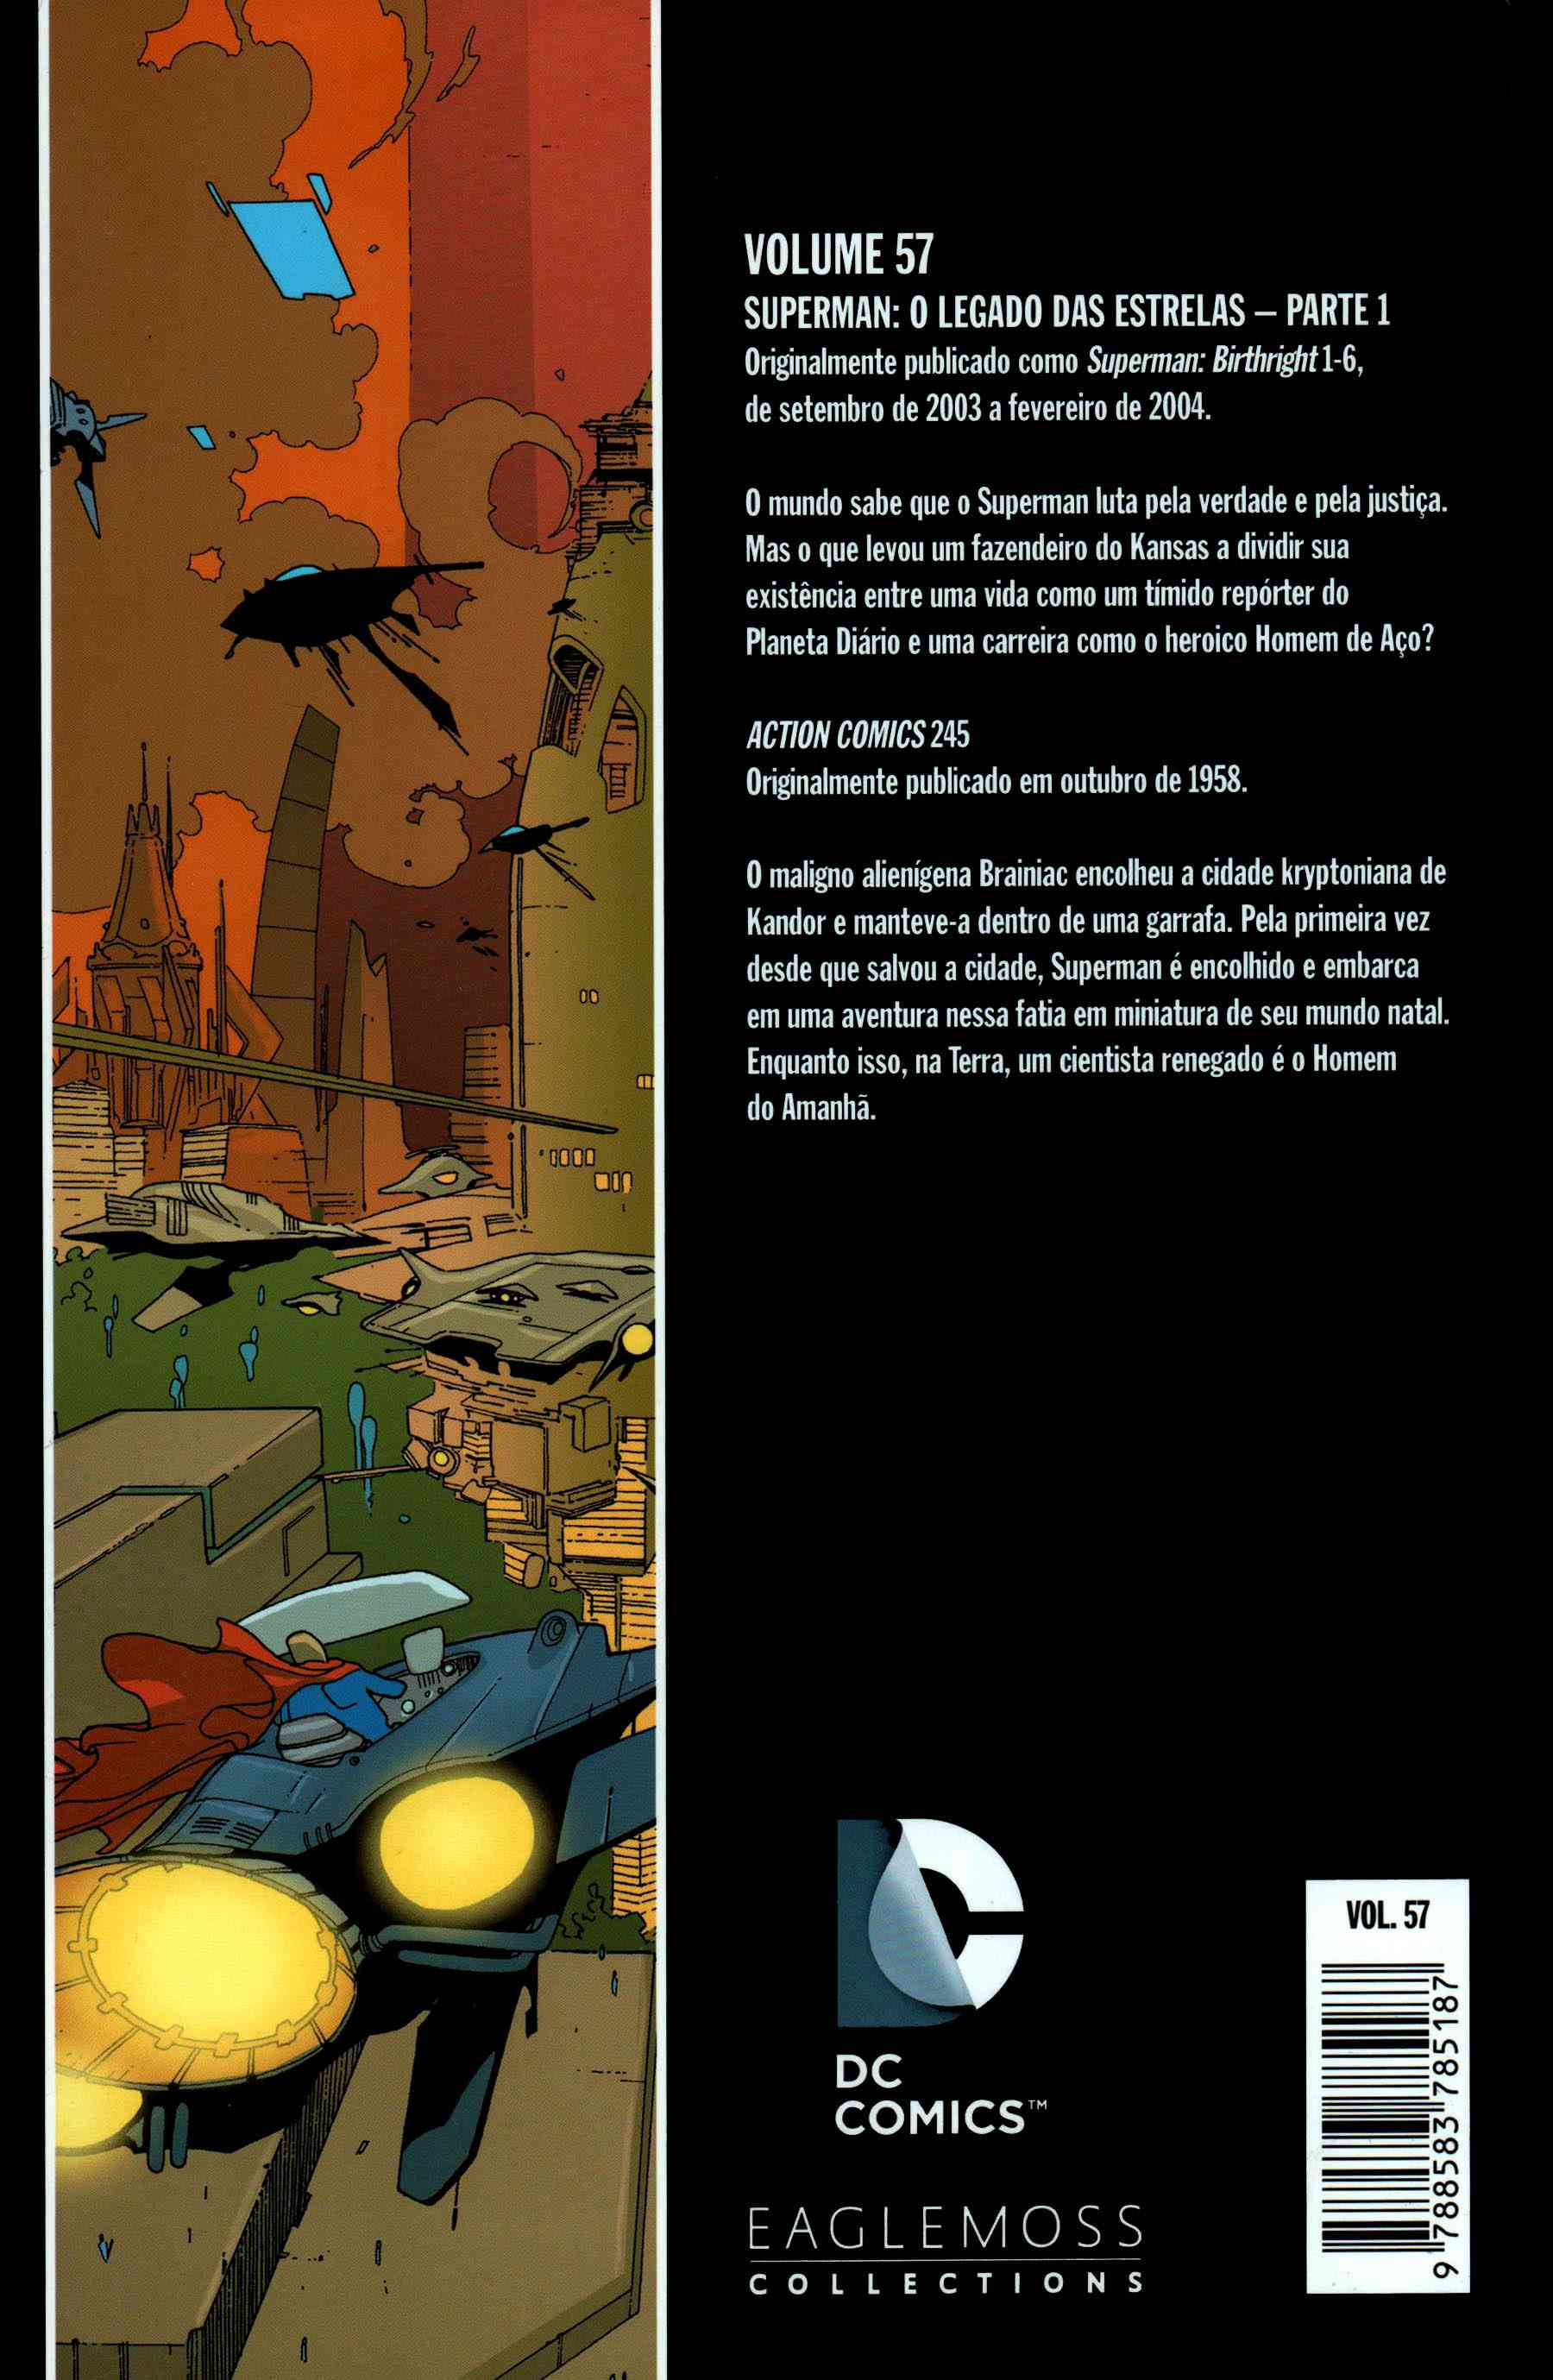 VOLUME 57
SUPERMAN: O LEGADO DAS ESTRELAS – PARTE 1
Originalmente publicado como Superman: Birthright 1-6,
de setembro de 2003 a fevereiro de 2004.
O mundo sabe que o Superman luta pela verdade e pela justiça.
Mas o que levou um fazendeiro do Kansas a dividir sua
existência entre uma vida como um tímido repórter do
Planeta Diário e uma carreira como o heroico Homem de Aço?
ACTION COMICS 245
Originalmente publicado em outubro de 1958.
O maligno alienígena Brainiac encolheu a cidade kryptoniana de
Kandor e manteve-a dentro de uma garrafa. Pela primeira vez
desde que salvou a cidade, Superman é encolhido e embarca
em uma aventura nessa fatia em miniatura de seu mundo natal.
Enquanto isso, na Terra, um cientista renegado é o Homem
do Amanhã.
DC
COMICS™
EAGLEMOSS
COLLECTIONS
VOL. 57
9 788583 785187